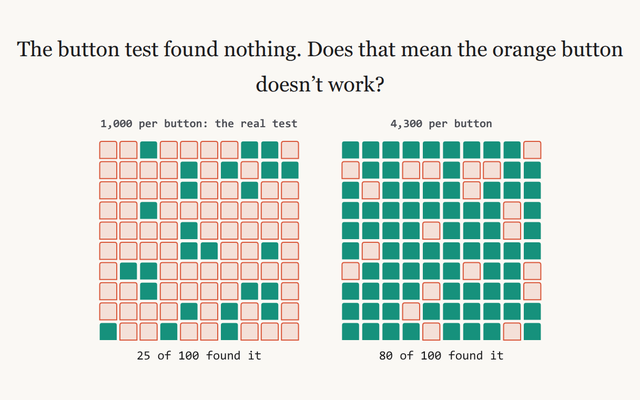 The button test found nothing. Does that mean the orange button
doesn’t work?
1,000 per button: the real test
4,300 per button
25 of 100 found it
80 of 100 found it